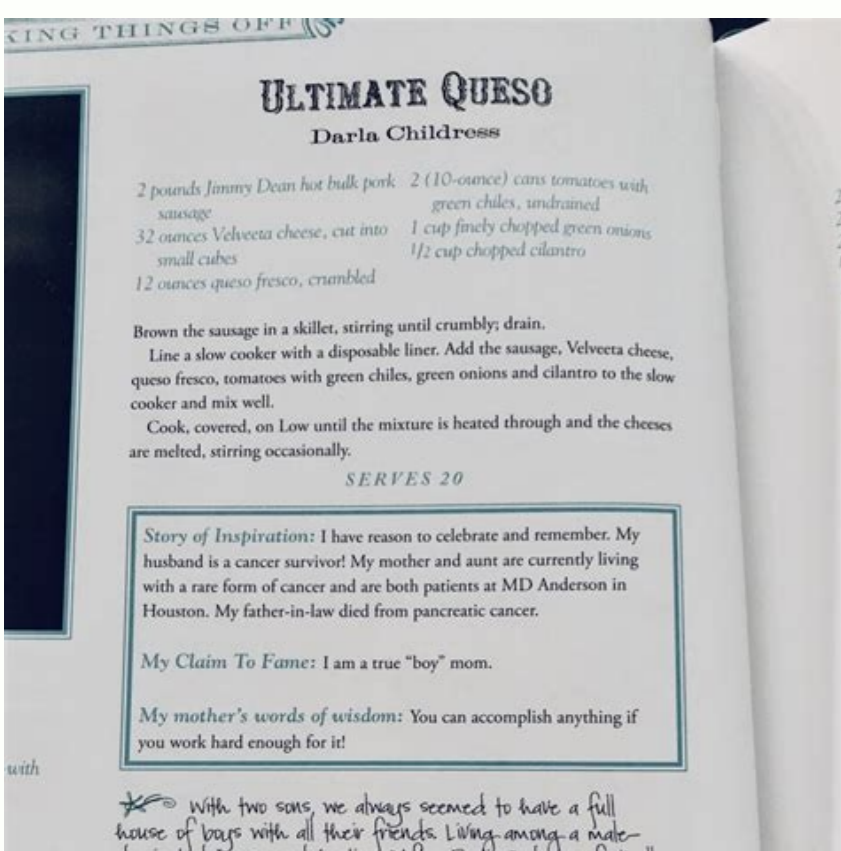 KING THINGS OFF
ULTIMATE QUESO
Darla Childress
2 pounds Jimmy Dean hot bulk pork
sausage
32 ounces Velveeta cheese, cut into
small cubes
12 ounces queso fresco, crumbled
2 (10-ounce) cans tomatoes with
green chiles, undrained
1 cup finely chopped green onions
1/2 cup chopped cilantro
Brown the sausage in a skillet, stirring until crumbly; drain.
Line a slow cooker with a disposable liner. Add the sausage, Velveeta cheese,
queso fresco, tomatoes with green chiles, green onions and cilantro to the slow
cooker and mix well.
Cook, covered, on Low until the mixture is heated through and the cheeses
are melted, stirring occasionally.
SERVES 20
Story of Inspiration: I have reason to celebrate and remember. My
husband is a cancer survivor! My mother and aunt are currently living
with a rare form of cancer and are both patients at MD Anderson in
Houston. My father-in-law died from pancreatic cancer.
My Claim To Fame: I am a true "boy" mom.
My mother's words of wisdom: You can accomplish anything if
you work hard enough for it!
with
With two sons, we always seemed to have a full
house of boys with all their friends. Living among a male-